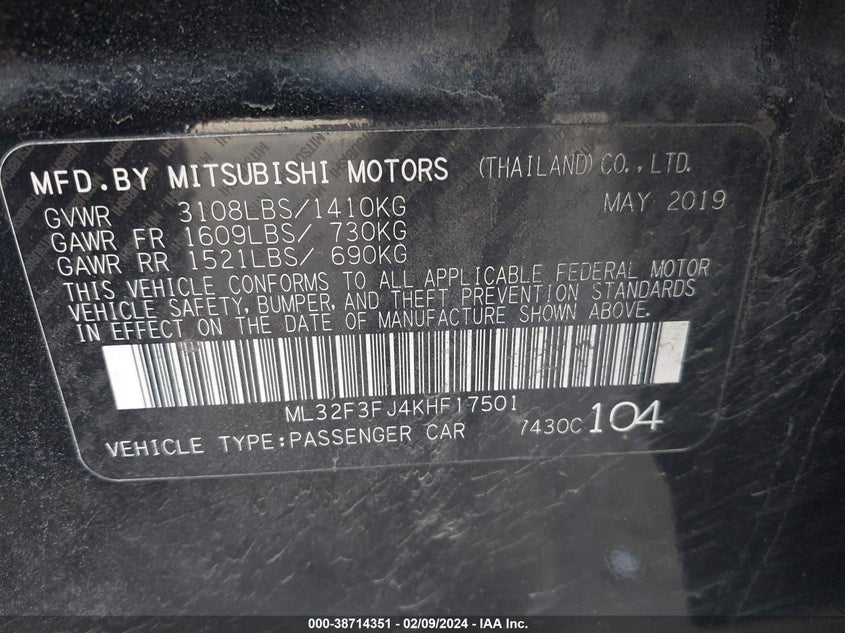 MFD.BY MITSUBISHI MOTORS (THAILAND) CO.,LTD.
GVWR 3108LBS/1410KG MAY 2019
GAWR FR 1609LBS/ 730KG
GAWR RR 1521LBS/ 690KG
THIS VEHICLE CONFORMS TO ALL APPLICABLE FEDERAL MOTOR
VEHICLE SAFETY, BUMPER, AND THEFT PREVENTION STANDARDS
IN EFFECT ON THE DATE OF MANUFACTURE SHOWN ABOVE.
ML32F3FJ4KHF17501
VEHICLE TYPE:PASSENGER CAR 7430C 104
000-38714351 - 02/09/2024 - IAA Inc.